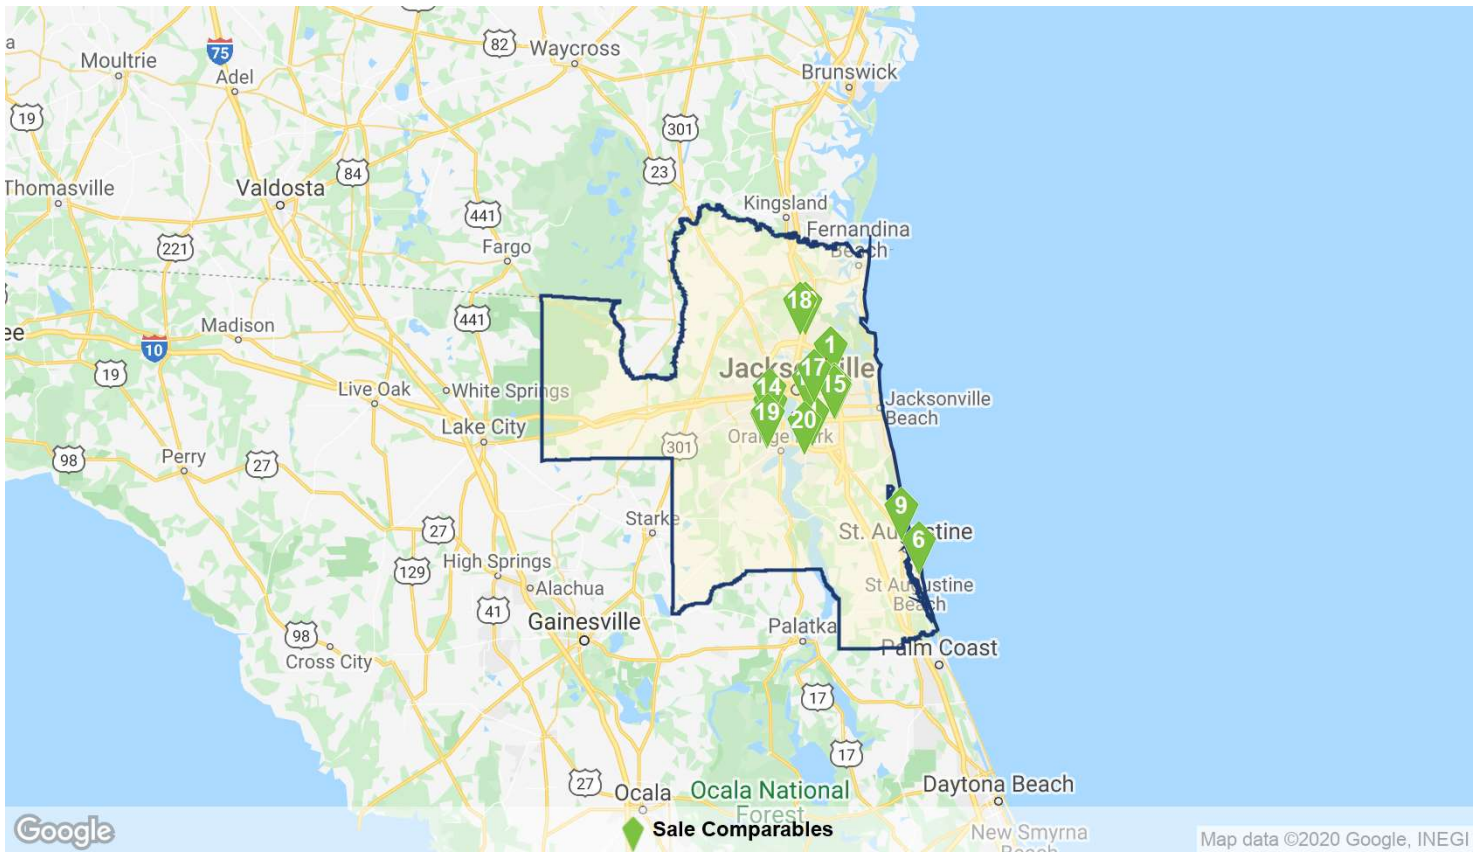 82
Waycross
a
75
Moultrie
Adel
Brunswick
19
301
23
84
Thomasville
Valdosta
441
Kingsland
221
Fargo
Fernandina
Beach
18
441
Madison
ee
10
1
Jacksonville
17
19
Live Oak
White Springs
14
15
Jacksonville
Beach
Lake City
19
20
Orange Park
301
98
Perry
27
9
Starke
27
St. Augustine
6
High Springs
129
Alachua
St Augustine
Beach
41
Gainesville
Palatka
98
Cross City
Palm Coast
17
17
27
Ocala
Ocala National
Forest
Daytona Beach
Google
Sale Comparables
New Smyrna
Beach
Map data ©2020 Google, INEGI